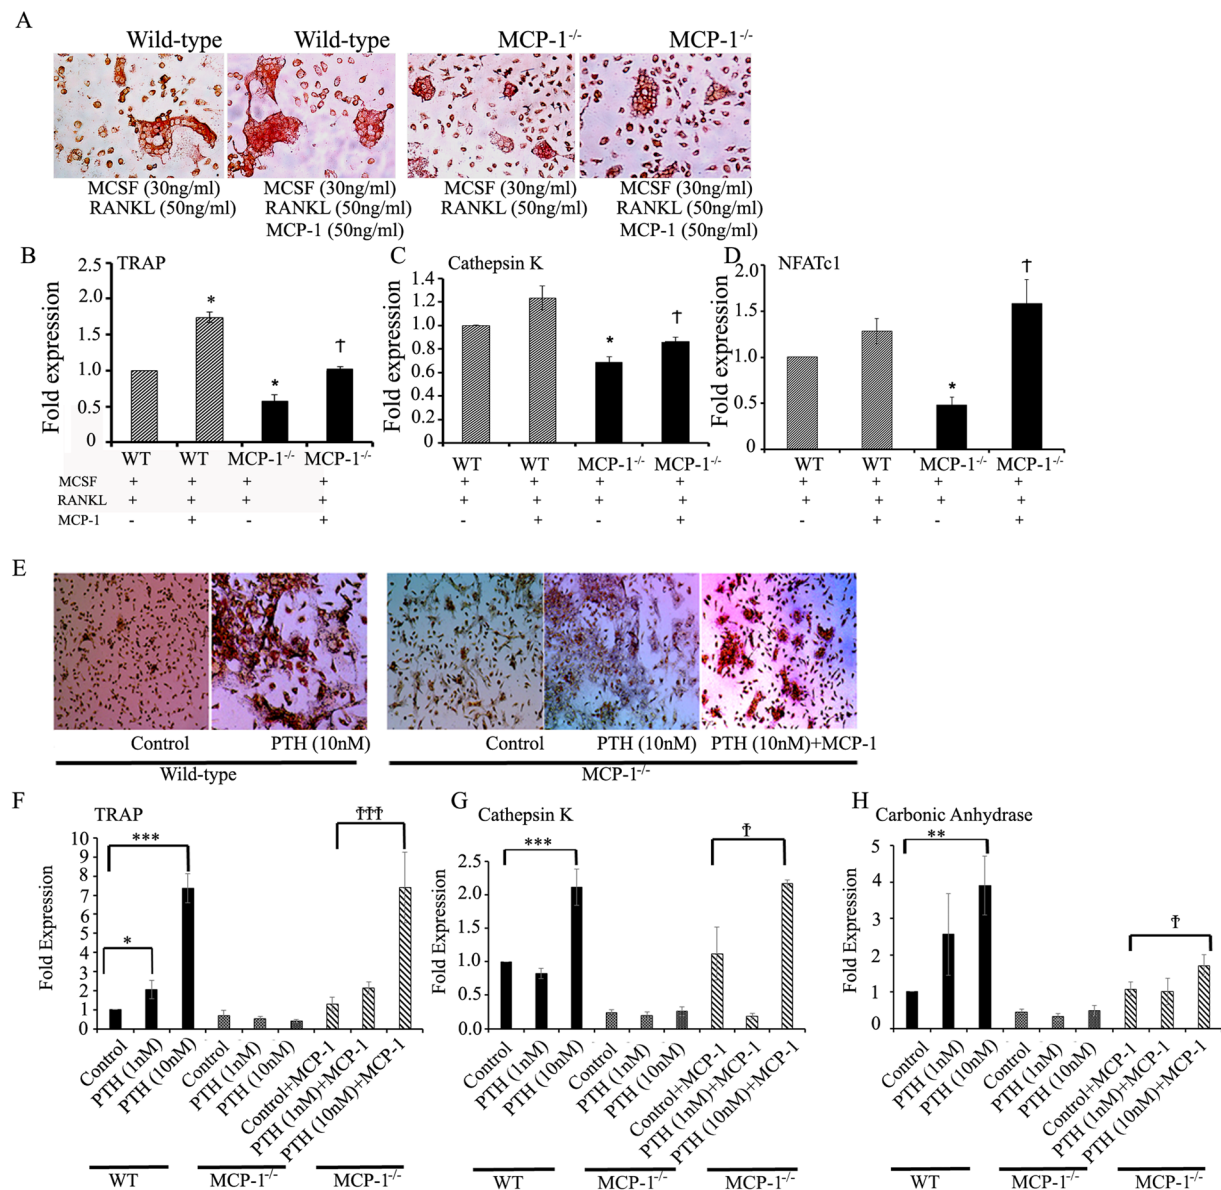 A
Wild-type Wild-type MCP-1-/- MCP-1-/-
MCSF (30ng/ml) MCSF (30ng/ml) MCSF (30ng/ml) MCSF (30ng/ml)
RANKL (50ng/ml) RANKL (50ng/ml) RANKL (50ng/ml) RANKL (50ng/ml)
MCP-1 (50ng/ml) MCP-1 (50ng/ml)
B
TRAP
Fold expression
2.5
2.0
1.5
1.0
0.5
0
* * †
WT WT MCP-1-/- MCP-1-/-
MCSF + + + +
RANKL + + + +
MCP-1 - + - +
C
Cathepsin K
Fold expression
1.4
1.2
1.0
0.8
0.6
0.4
0.2
0
* †
WT WT MCP-1-/- MCP-1-/-
+ + + +
+ + + +
- + - +
D
NFATc1
Fold expression
2.0
1.5
1.0
0.5
0
* †
WT WT MCP-1-/- MCP-1-/-
+ + + +
+ + + +
- + - +
E
Control PTH (10nM) Control PTH (10nM) PTH (10nM)+MCP-1
Wild-type MCP-1-/-
F
TRAP
Fold Expression
10
9
8
7
6
5
4
3
2
1
0
* *** †††
Control
PTH (1nM)
PTH (10nM)
Control
PTH (1nM)
PTH (10nM)
Control+MCP-1
PTH (1nM)+MCP-1
PTH (10nM)+MCP-1
WT MCP-1-/- MCP-1-/-
G
Cathepsin K
Fold Expression
2.5
2.0
1.5
1.0
0.5
0.0
*** †
Control
PTH (1nM)
PTH (10nM)
Control
PTH (1nM)
PTH (10nM)
Control+MCP-1
PTH (1nM)+MCP-1
PTH (10nM)+MCP-1
WT MCP-1-/- MCP-1-/-
H
Carbonic Anhydrase
Fold Expression
5
4
3
2
1
0
** †
Control
PTH (1nM)
PTH (10nM)
Control
PTH (1nM)
PTH (10nM)
Control+MCP-1
PTH (1nM)+MCP-1
PTH (10nM)+MCP-1
WT MCP-1-/- MCP-1-/-